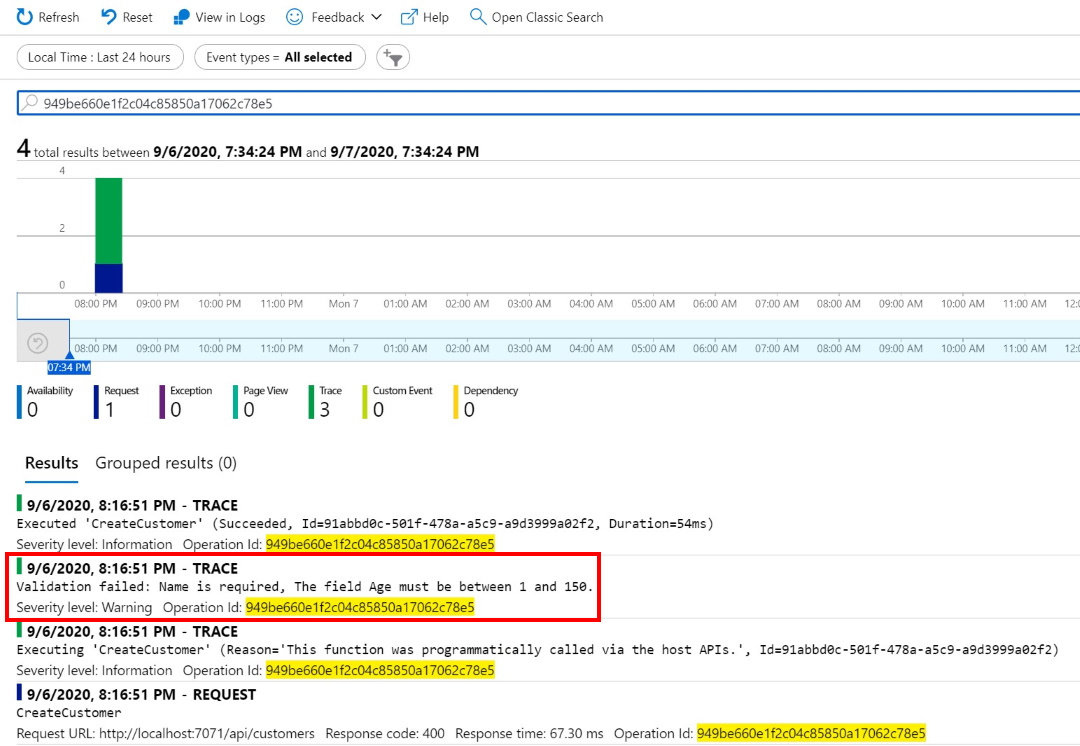 Refresh Reset View in Logs Feedback Help Open Classic Search
Local Time : Last 24 hours Event types = All selected
949be660e1f2c04c85850a17062c78e5
4 total results between 9/6/2020, 7:34:24 PM and 9/7/2020, 7:34:24 PM
4
2
0
08:00 PM 09:00 PM 10:00 PM 11:00 PM Mon 7 01:00 AM 02:00 AM 03:00 AM 04:00 AM 05:00 AM 06:00 AM 07:00 AM 08:00 AM 09:00 AM 10:00 AM 11:00 AM 12:0
08:00 PM 09:00 PM 10:00 PM 11:00 PM Mon 7 01:00 AM 02:00 AM 03:00 AM 04:00 AM 05:00 AM 06:00 AM 07:00 AM 08:00 AM 09:00 AM 10:00 AM 11:00 AM 12:0
07:34 PM
Availability Request Exception Page View Trace Custom Event Dependency
0 1 0 0 3 0 0
Results Grouped results (0)
9/6/2020, 8:16:51 PM - TRACE
Executed 'CreateCustomer' (Succeeded, Id=91abbd0c-501f-478a-a5c9-a9d3999a02f2, Duration=54ms)
Severity level: Information Operation Id: 949be660e1f2c04c85850a17062c78e5
9/6/2020, 8:16:51 PM - TRACE
Validation failed: Name is required, The field Age must be between 1 and 150.
Severity level: Warning Operation Id: 949be660e1f2c04c85850a17062c78e5
9/6/2020, 8:16:51 PM - TRACE
Executing 'CreateCustomer' (Reason='This function was programmatically called via the host APIs.', Id=91abbd0c-501f-478a-a5c9-a9d3999a02f2)
Severity level: Information Operation Id: 949be660e1f2c04c85850a17062c78e5
9/6/2020, 8:16:51 PM - REQUEST
CreateCustomer
Request URL: http://localhost:7071/api/customers Response code: 400 Response time: 67.30 ms Operation Id: 949be660e1f2c04c85850a17062c78e5